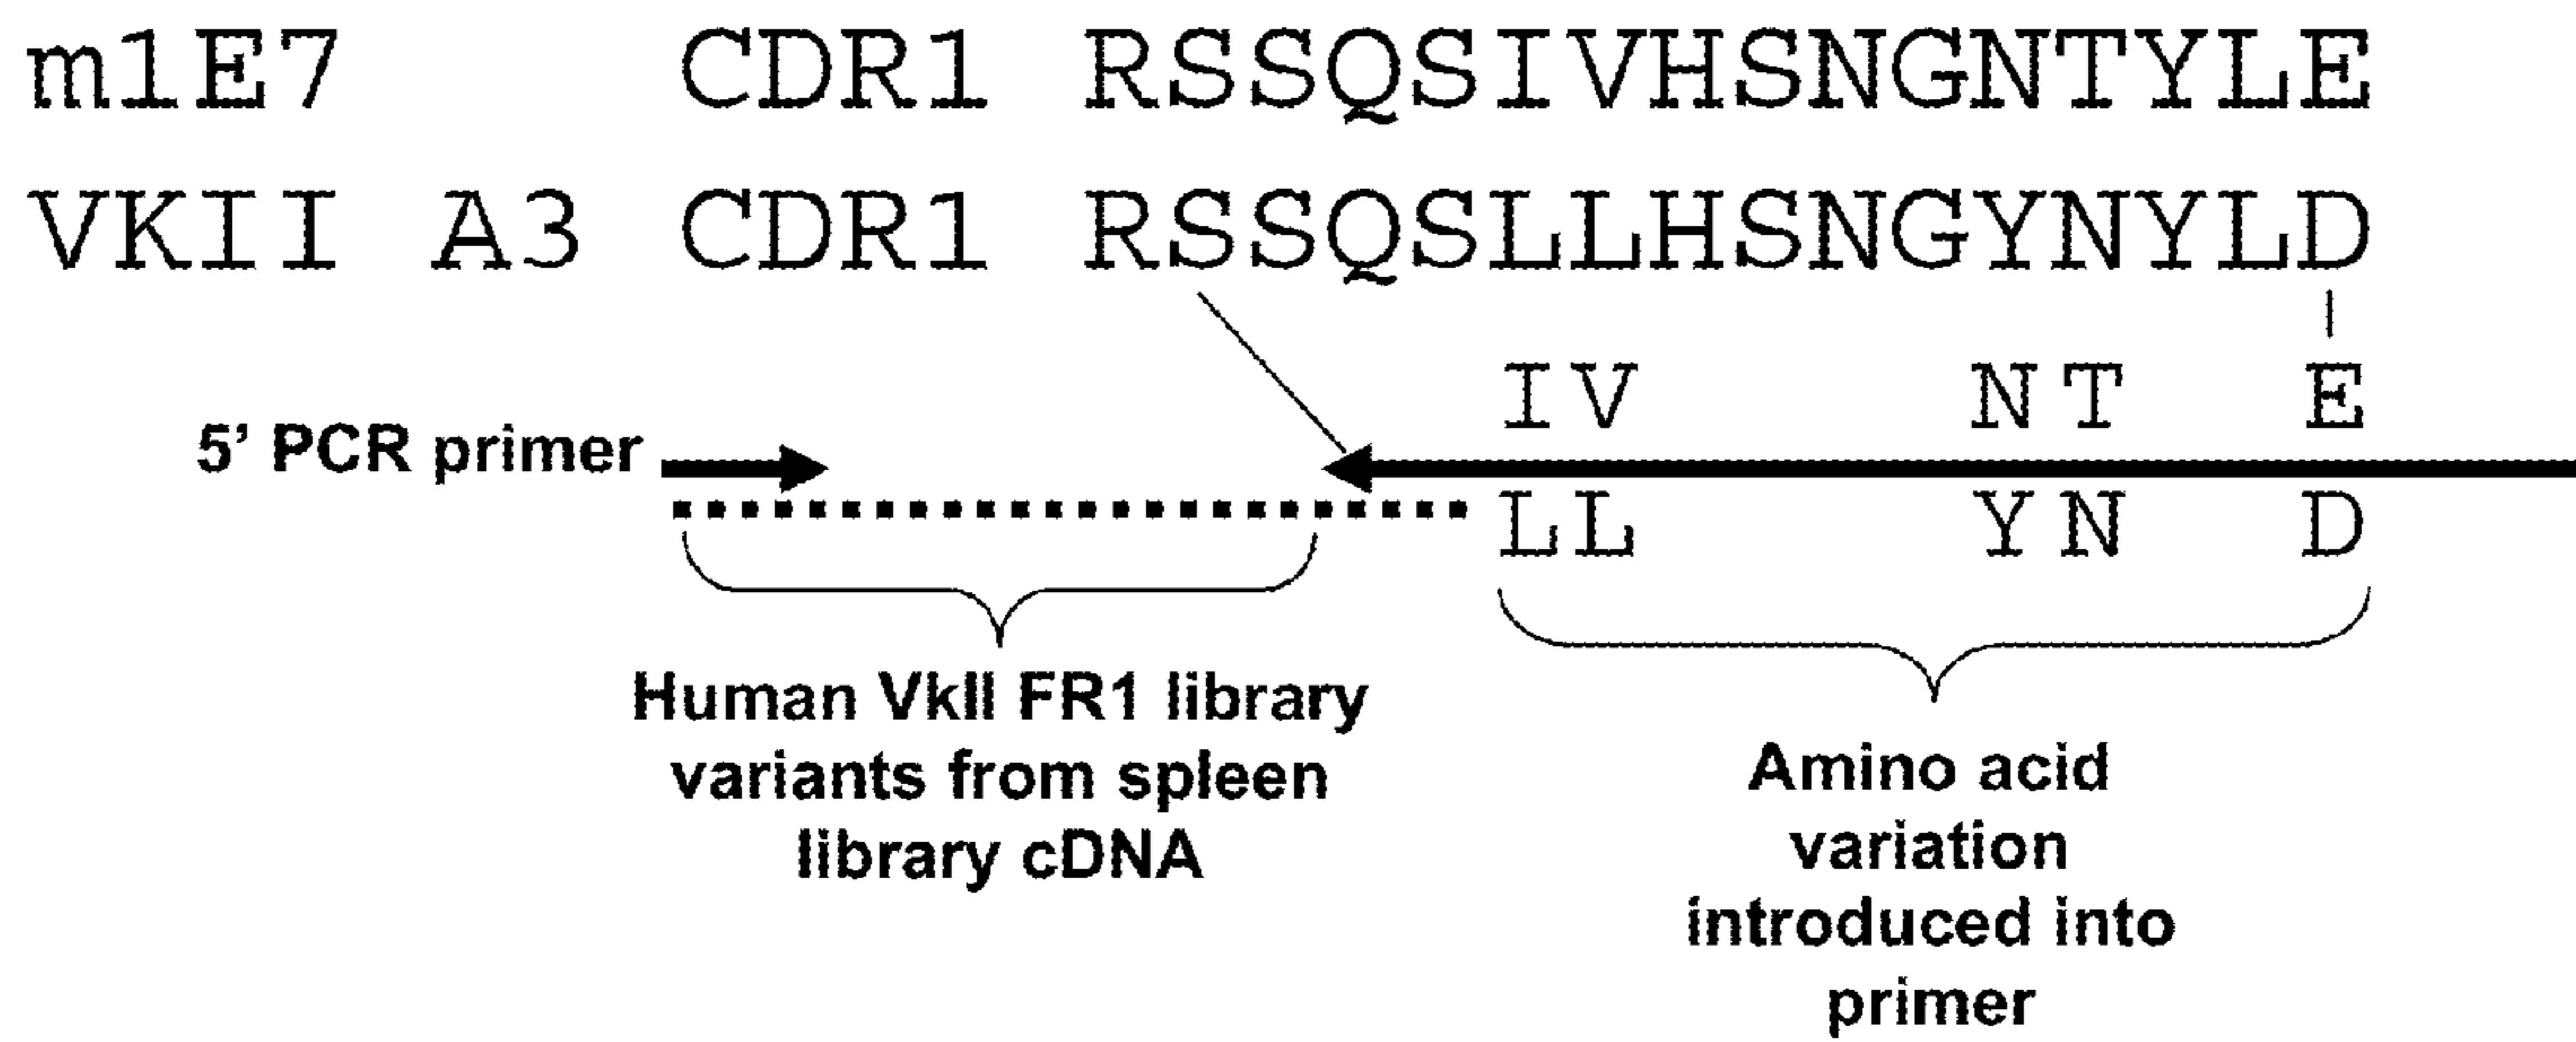 m1E7 CDR1 RSSQSIVHSNGNTYLE
VKII A3 CDR1 RSSQSLLHSNGYNYLD
IV NT E
5' PCR primer
LL YN D
Human VkII FR1 library
variants from spleen
library cDNA
Amino acid
variation
introduced into
primer